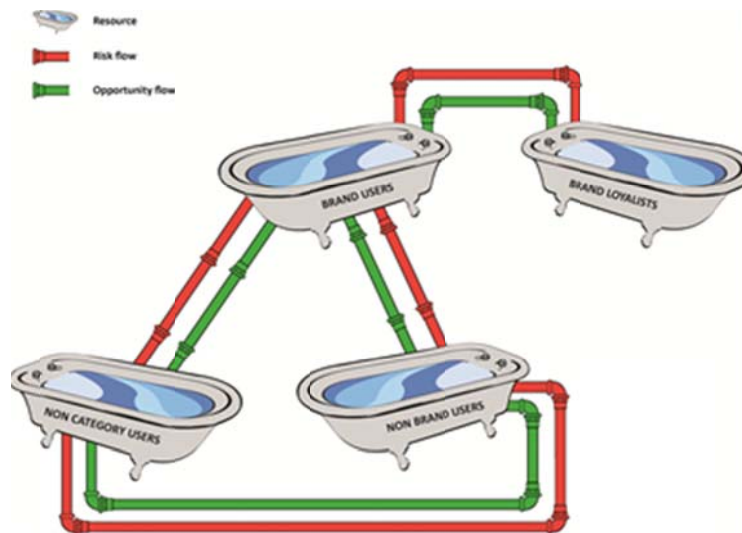 Resource
Risk flow
Opportunity flow
BRAND USERS
BRAND LOYALISTS
NON CATEGORY USERS
NON BRAND USERS